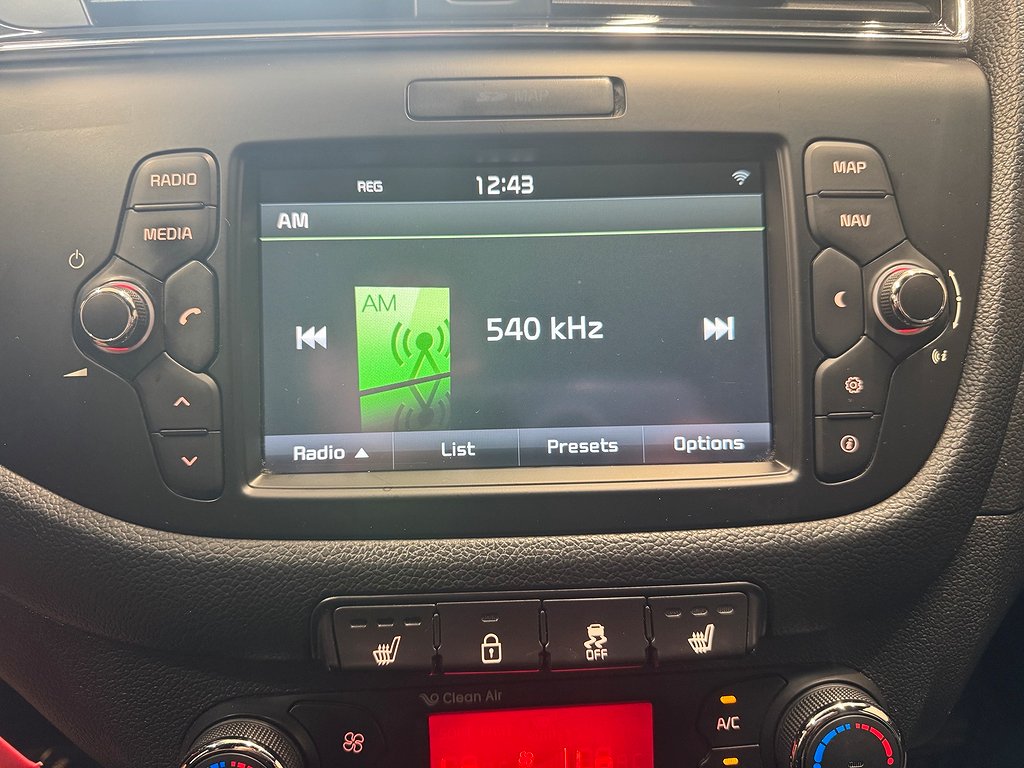 SD MAP
RADIO
MEDIA
REG
12:43
AM
AM
540 kHz
Radio ▲
List
Presets
Options
MAP
NAV
OFF
Clean Air
A/C